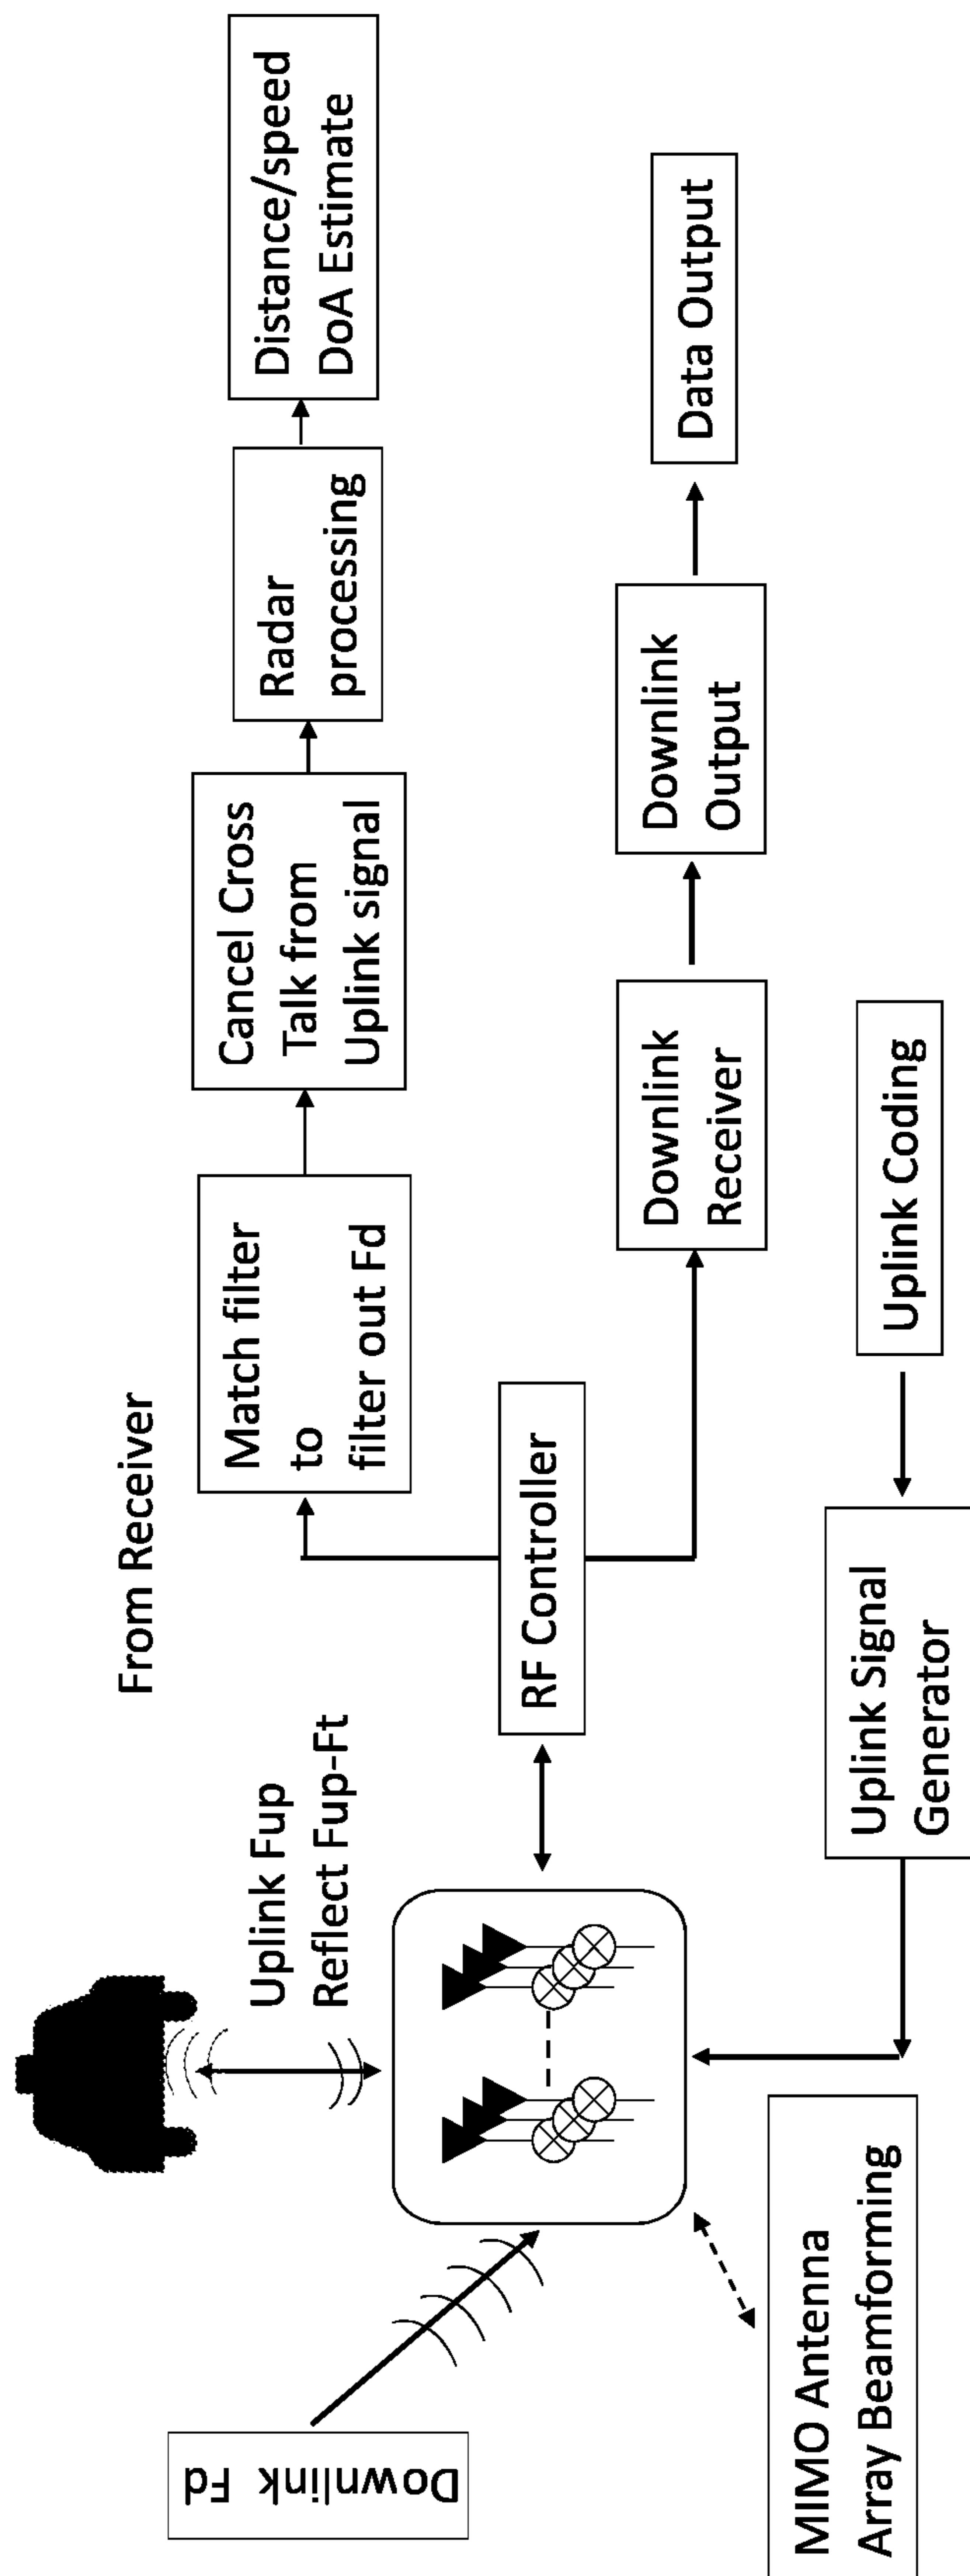 From Receiver
Uplink Fup
Reflect Fup-Ft
Match filter
to
filter out Fd
Cancel Cross
Talk from
Uplink signal
Radar
processing
Distance/speed
DoA Estimate
Downlink Fd
RF Controller
Downlink
Receiver
Downlink
Output
Data Output
MIMO Antenna
Array Beamforming
Uplink Signal
Generator
Uplink Coding